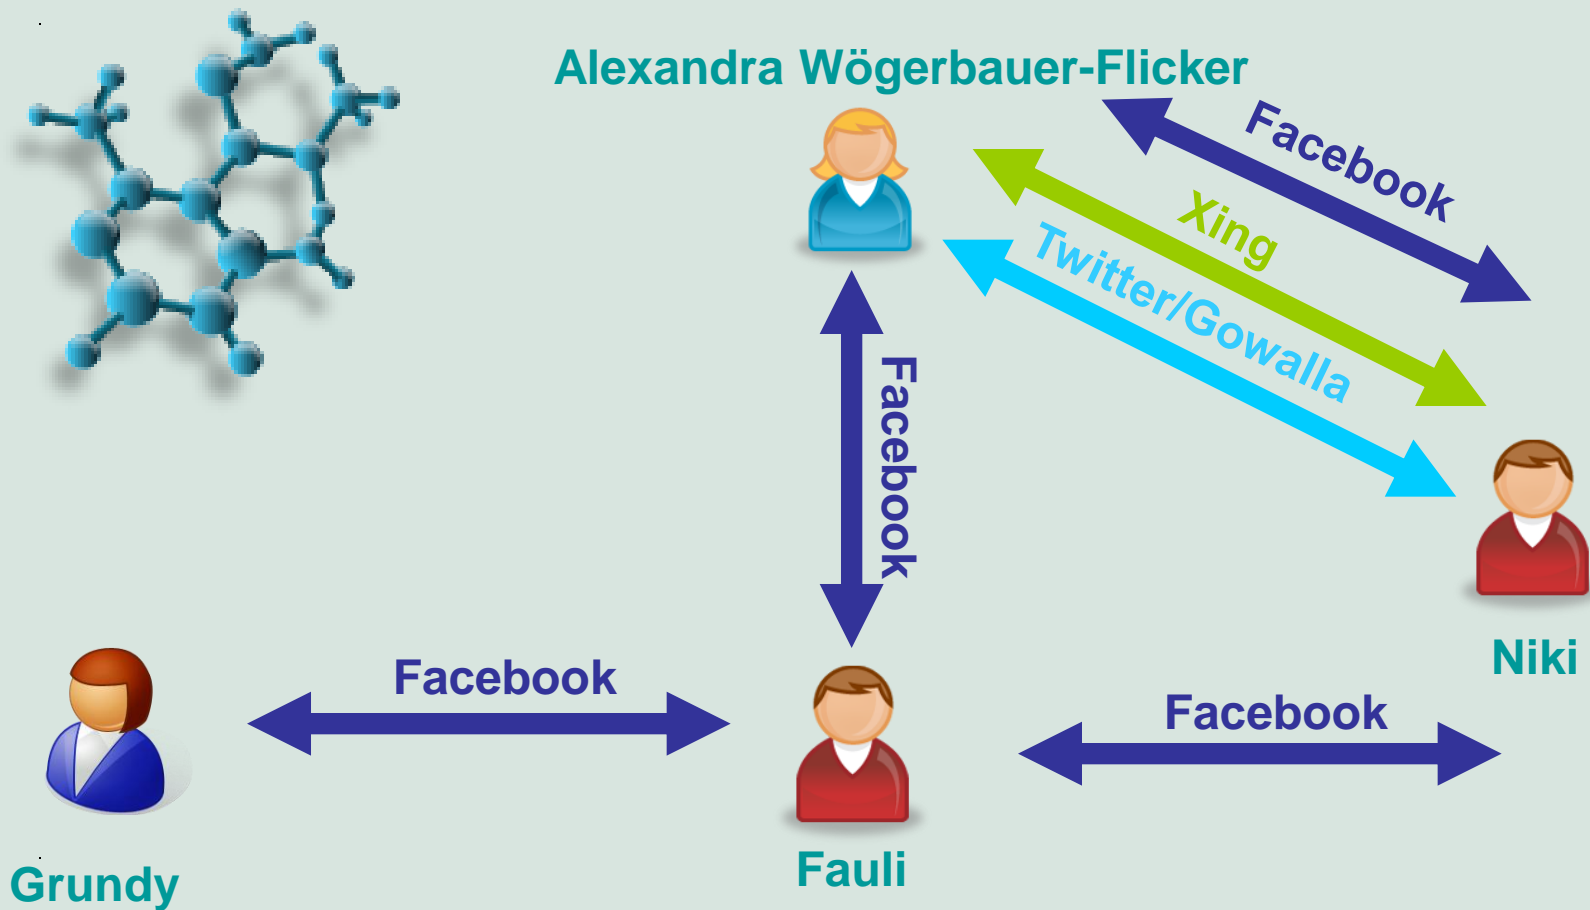 Alexandra Wögerbauer-Flicker
Facebook
Xing
Twitter/Gowalla
Facebook
Niki
Facebook
Facebook
Fauli
Grundy